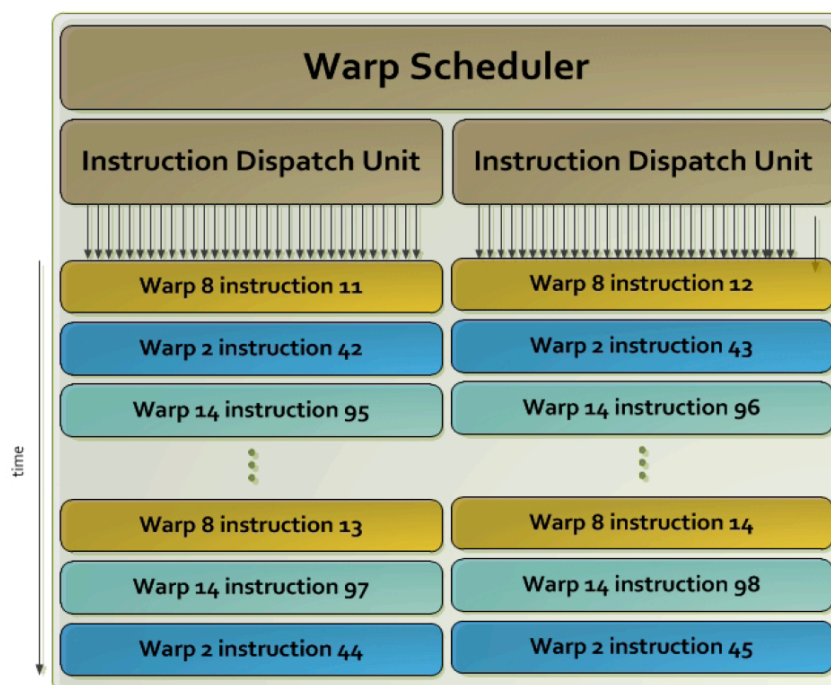 Warp Scheduler
Instruction Dispatch Unit
Instruction Dispatch Unit
Warp 8 instruction 11
Warp 8 instruction 12
Warp 2 instruction 42
Warp 2 instruction 43
Warp 14 instruction 95
Warp 14 instruction 96
time
Warp 8 instruction 13
Warp 8 instruction 14
Warp 14 instruction 97
Warp 14 instruction 98
Warp 2 instruction 44
Warp 2 instruction 45